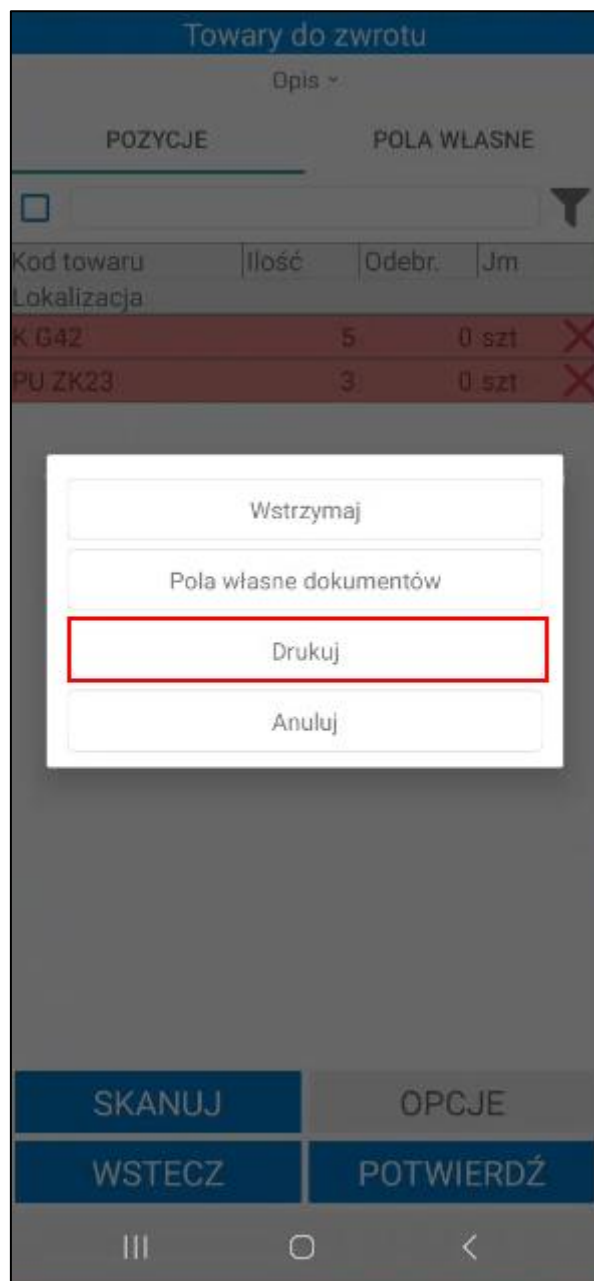 Towary do zwrotu
Opis
POZYCJE POLA WŁASNE
Kod towaru Ilość Odebr. Jm
Lokalizacja
K G42 5 0 szt
PU ZK23 3 0 szt
Wstrzymaj
Pola własne dokumentów
Drukuj
Anuluj
SKANUJ OPCJE
WSTECZ POTWIERDŹ